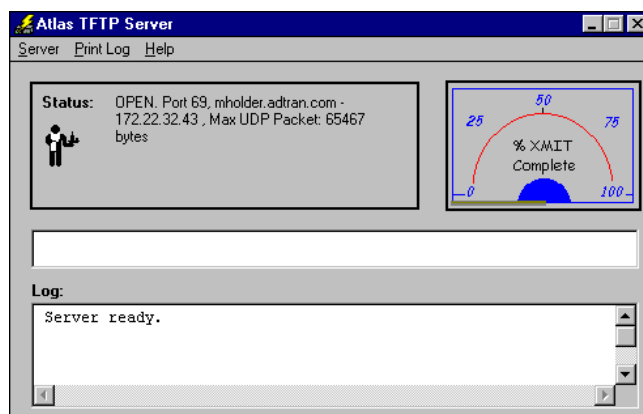 Atlas TFTP Server
Server Print Log Help
Status: OPEN. Port 69, mholder.adtran.com -
172.22.32.43 , Max UDP Packet: 65467
bytes
50
25 75
% XMIT
Complete
0 100
Log:
Server ready.